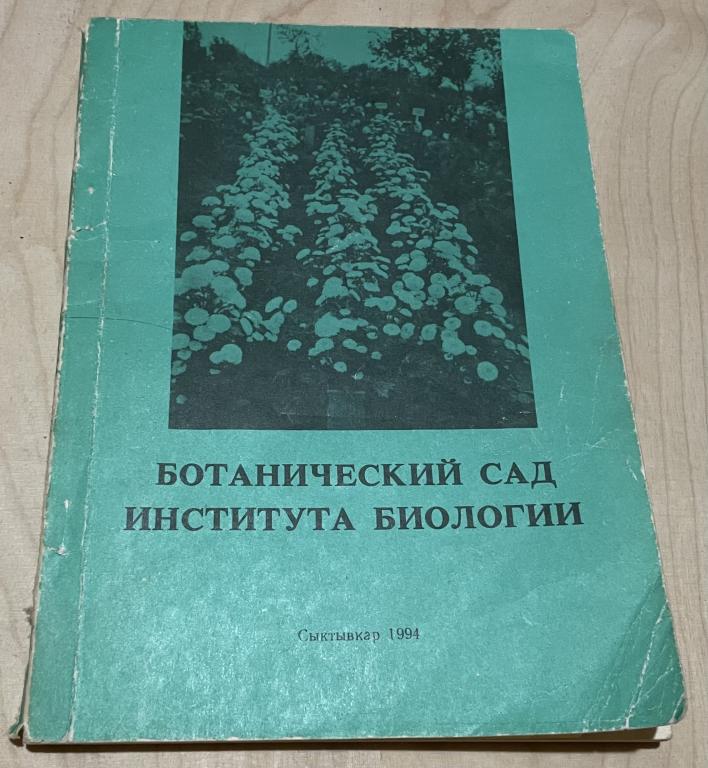 БОТАНИЧЕСКИЙ САД
ИНСТИТУТА БИОЛОГИИ
Сыктывкар 1994